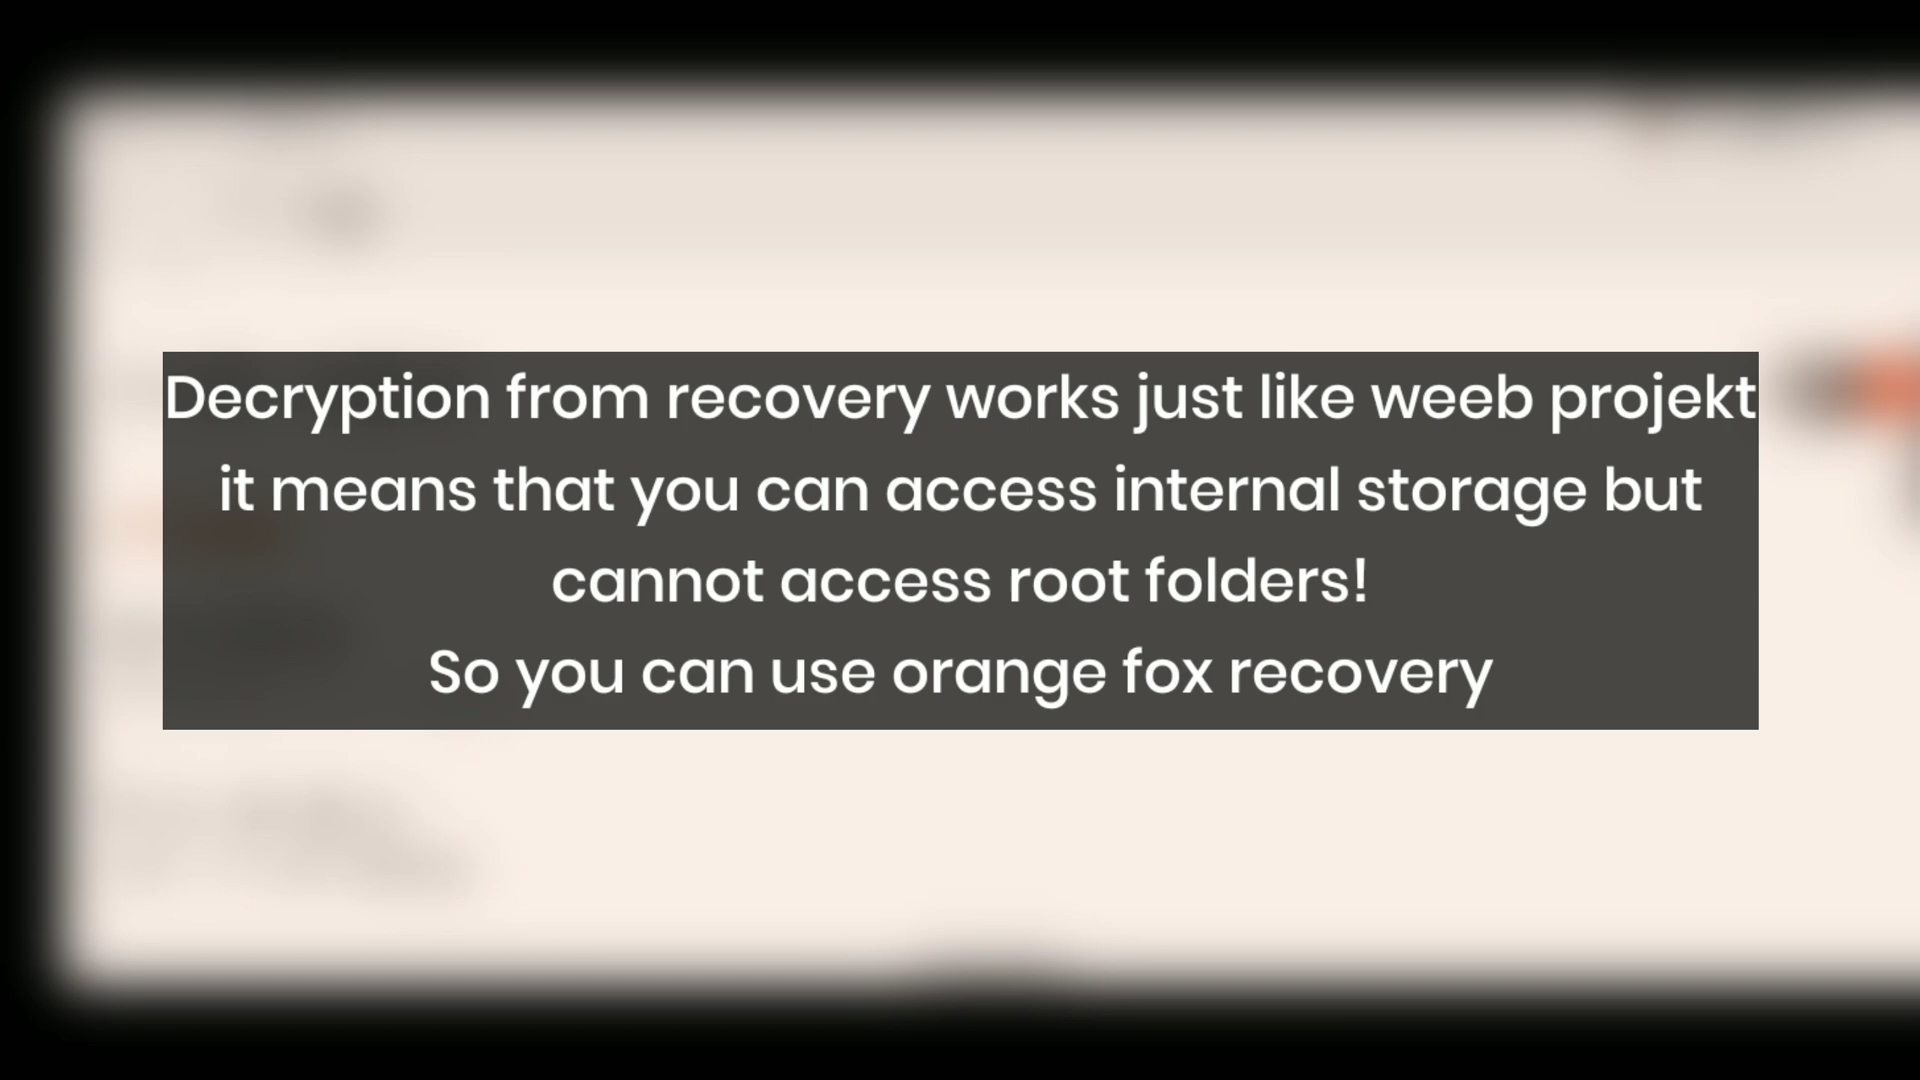 Decryption from recovery works just like weeb projekt
it means that you can access internal storage but
cannot access root folders!
So you can use orange fox recovery